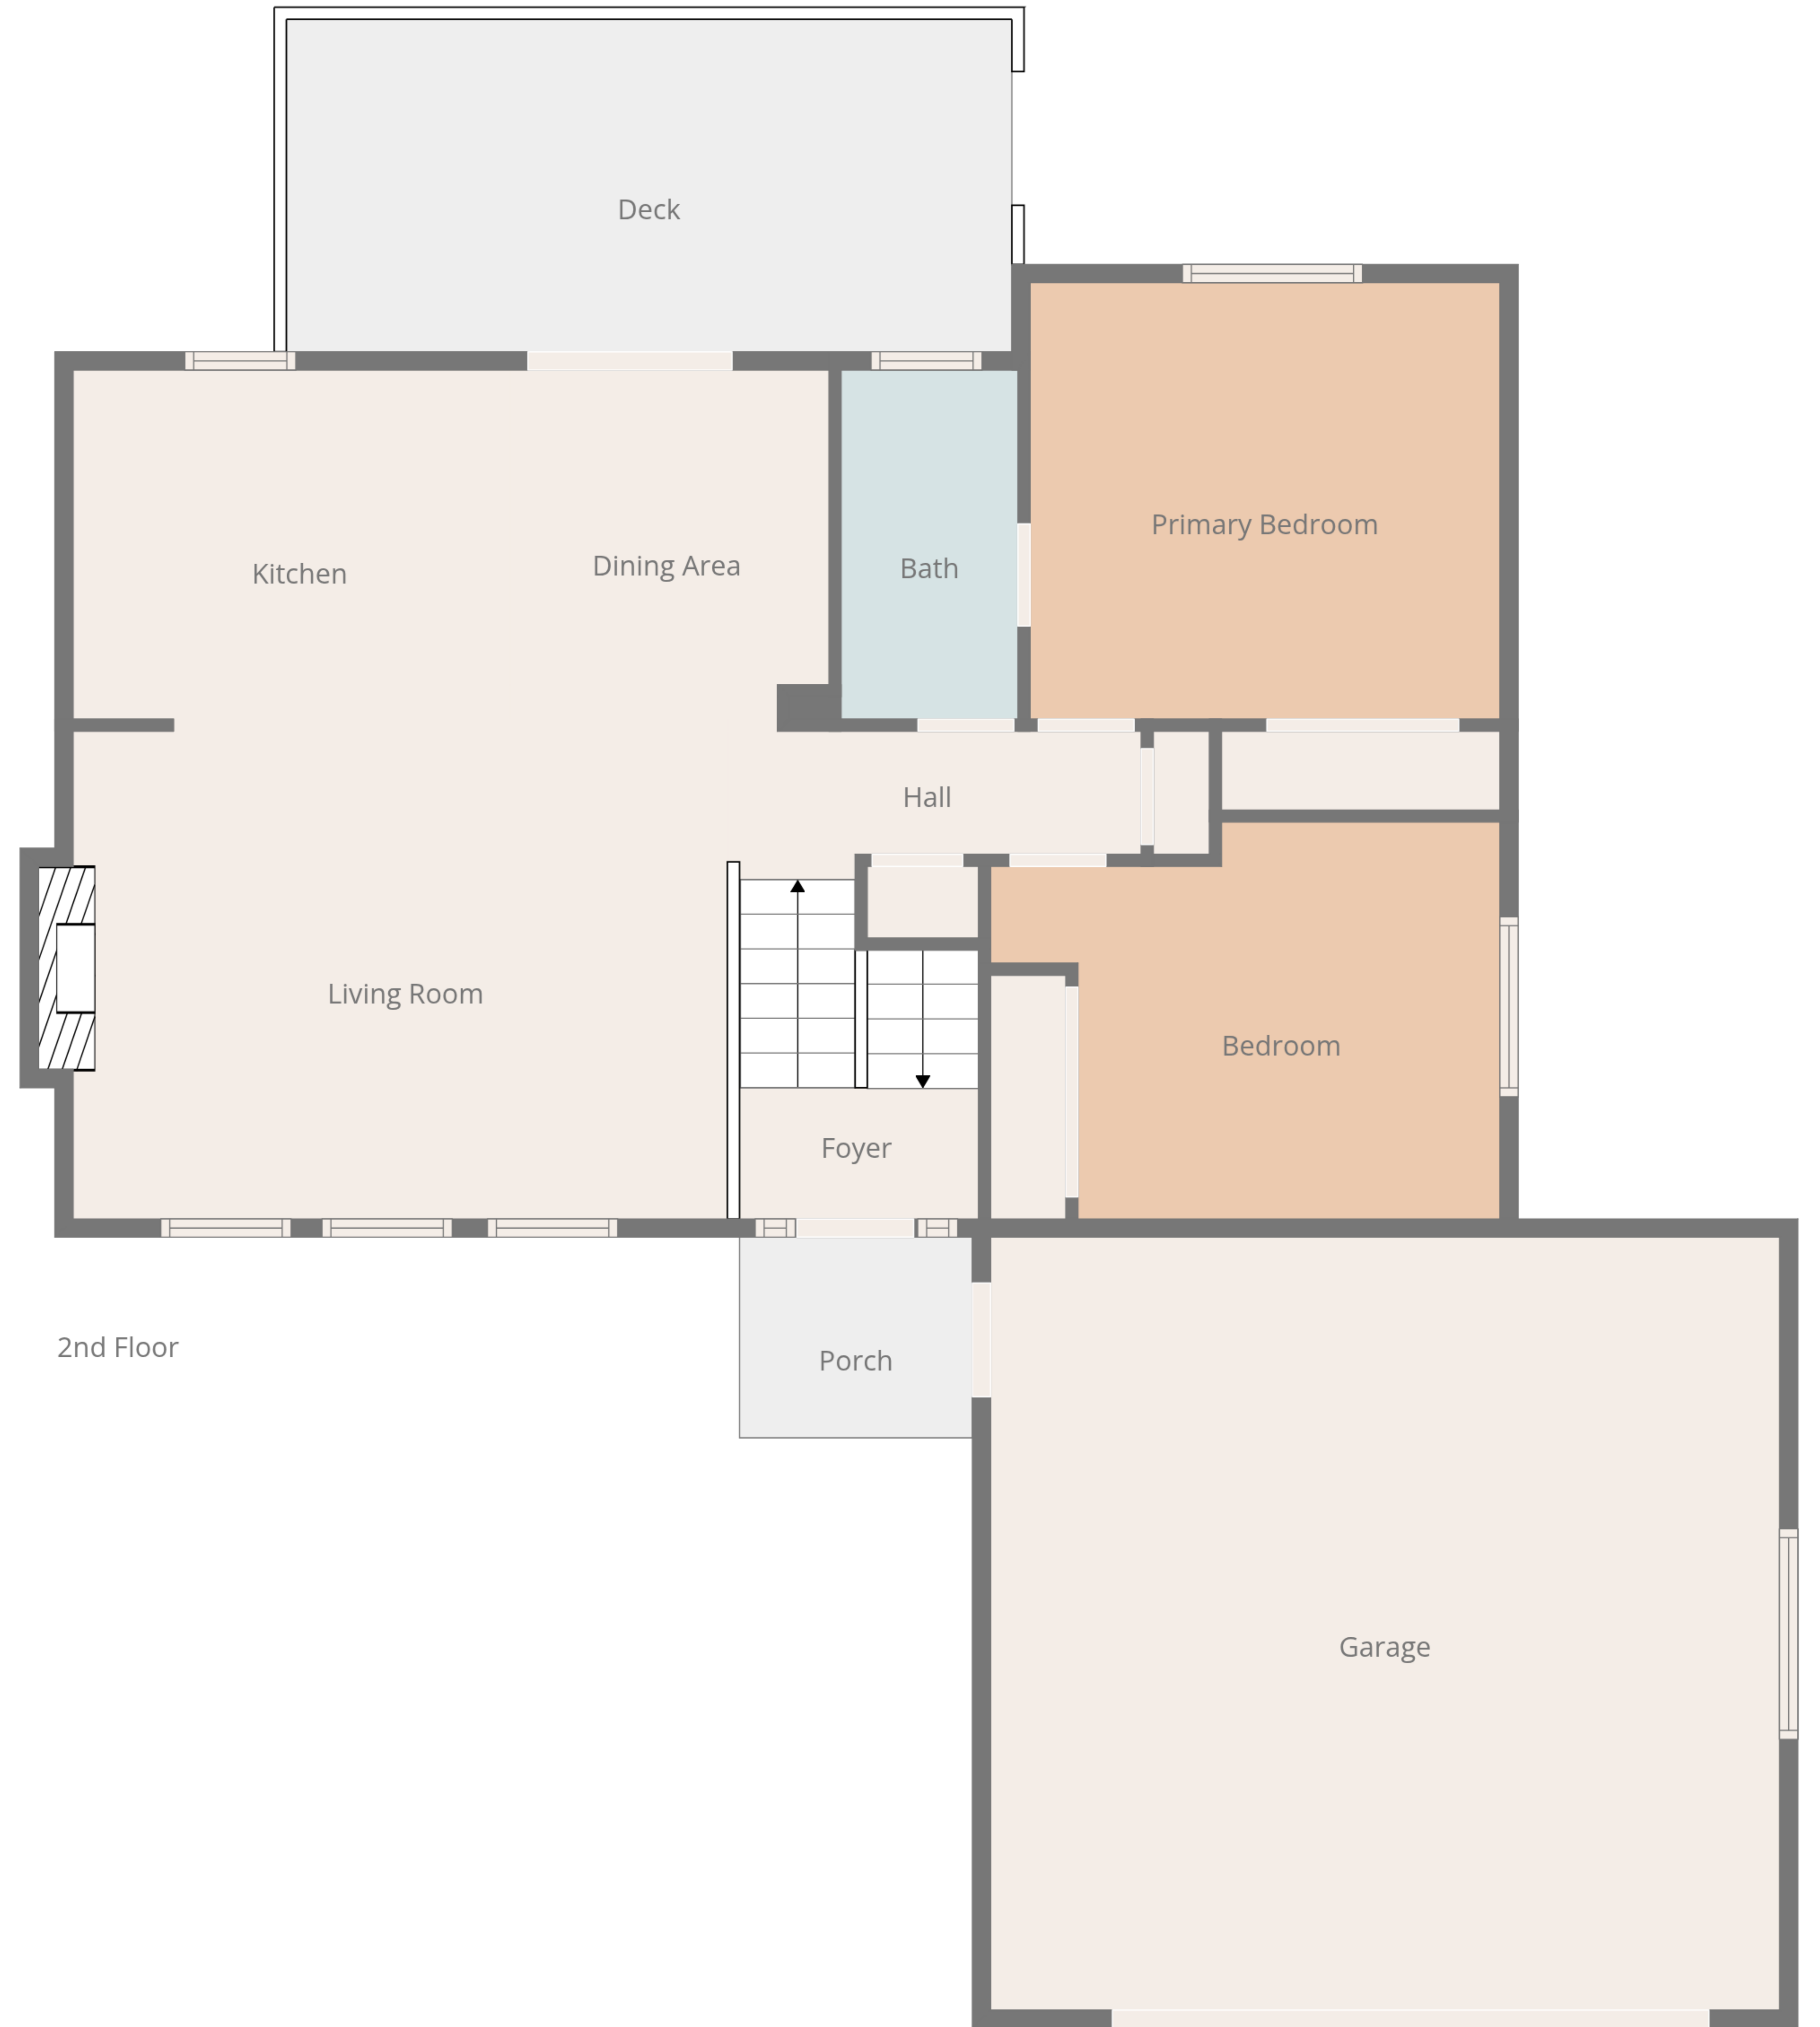 Deck
Primary Bedroom
Kitchen
Dining Area
Bath
Hall
Living Room
Bedroom
Foyer
2nd Floor
Porch
Garage